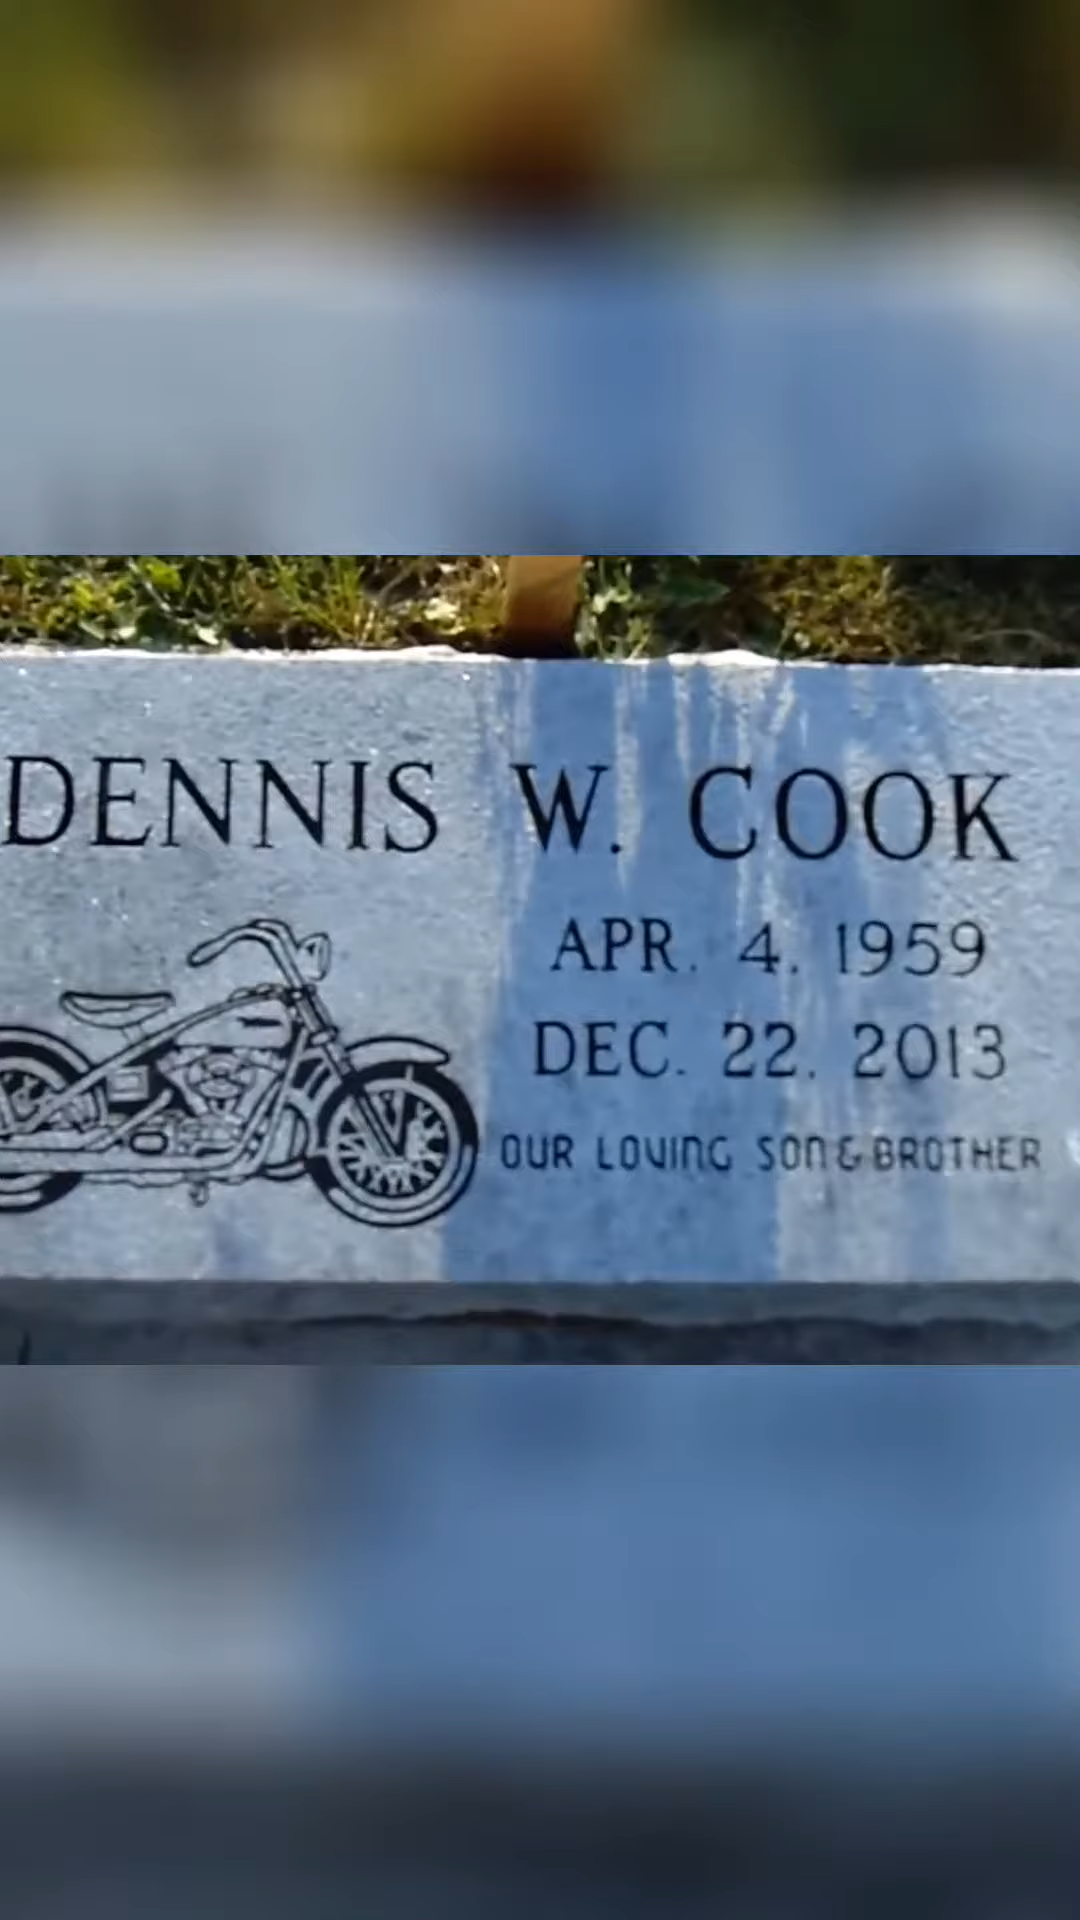 DENNIS W. COOK
APR. 4. 1959
DEC. 22. 2013
OUR LOVING SON & BROTHER